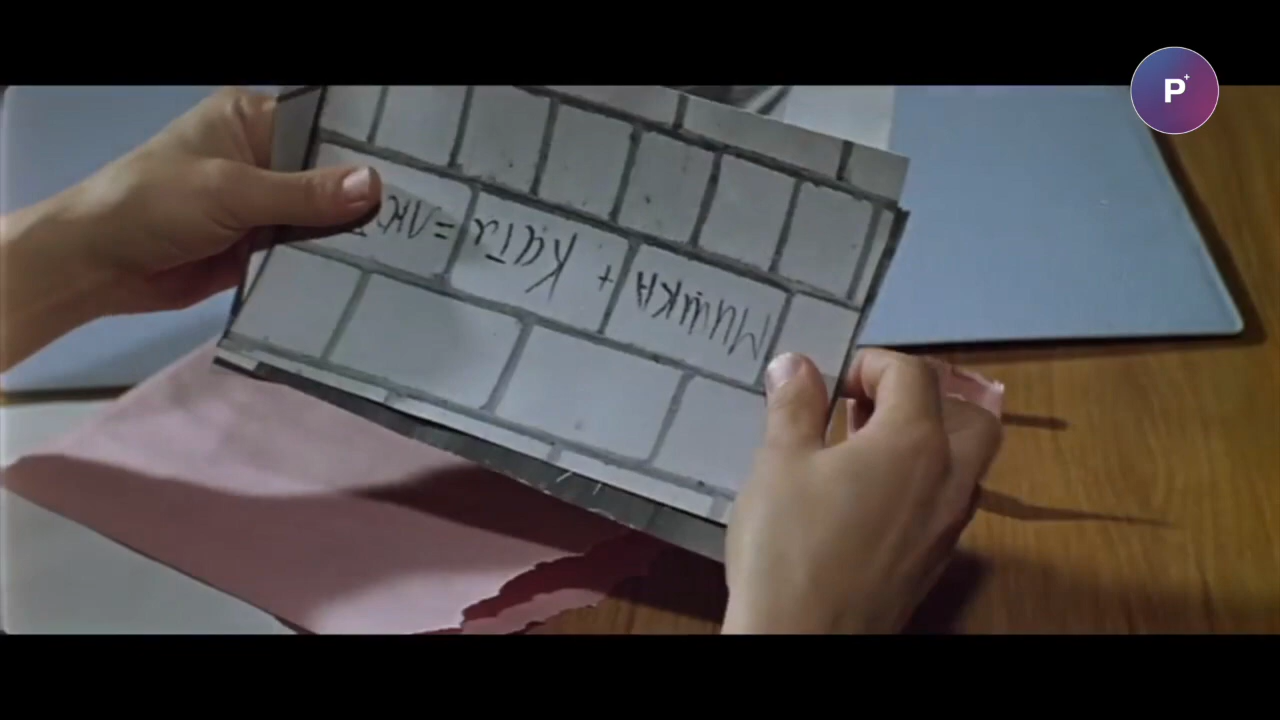 P+
Мишка + Катя =